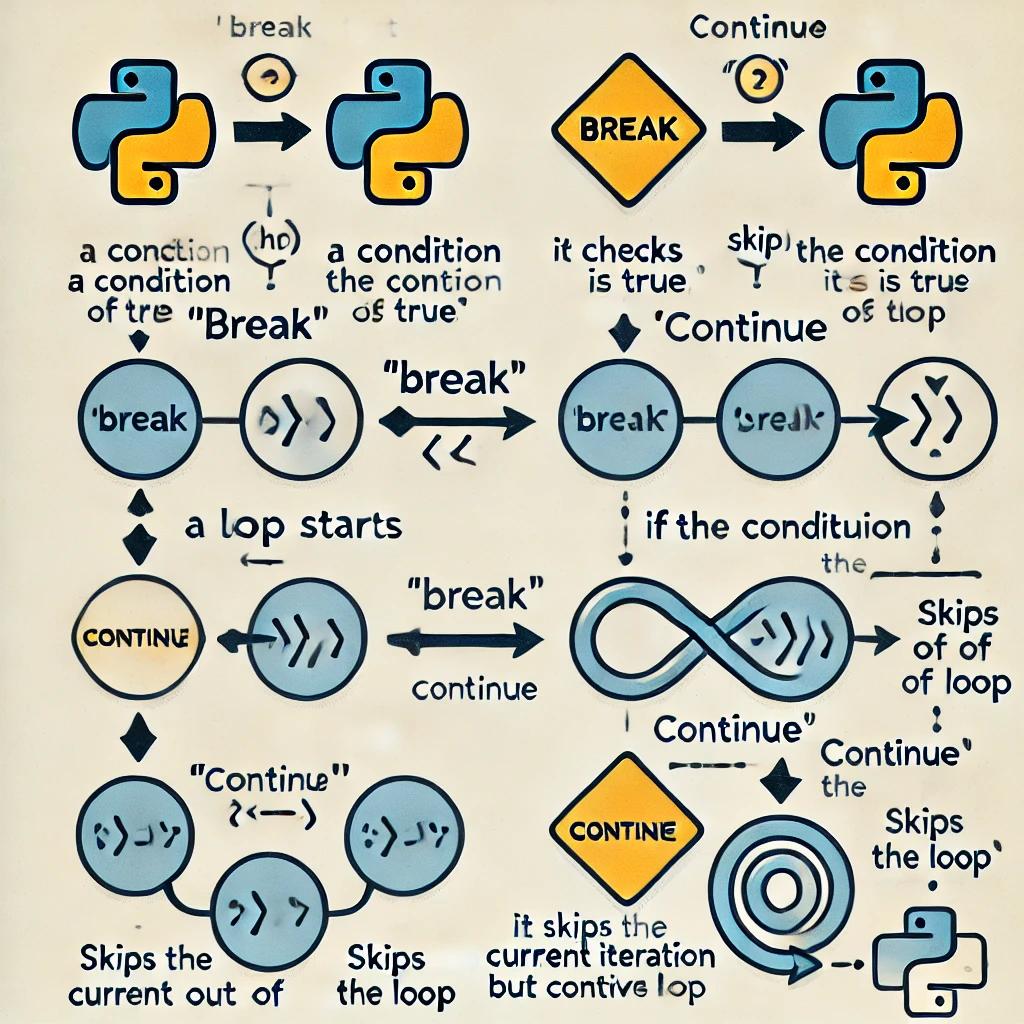 'break
Continue
?
BREAK
a conction
a condition
of tre
(ho)
a condition
the contion
of true"
it checks
is true
skip)
the condition
its is true
of tlop
"Break"
'Continue
"break"
'break
'break
'break
a lop starts
if the condituion
the
CONTINUE
"break"
continue
Skips
of of
of loop
Continue"
Continue"
the
"Continue"
CONTINE
Skips
the loop'
Skips the
current out of
Skips
the loop
it skips the
current iteration
but contive lop